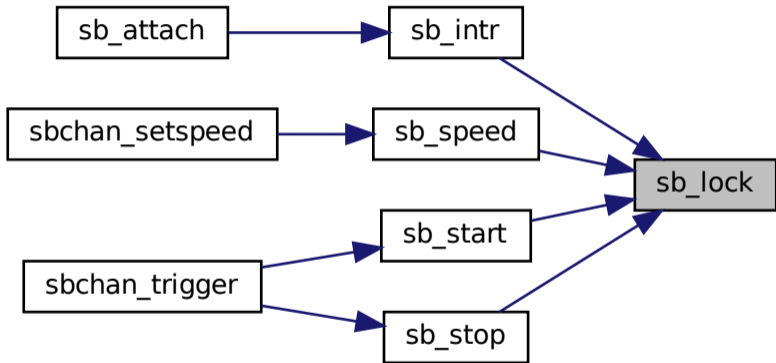 sb_attach
sb_intr
sbchan_setspeed
sb_speed
sb_lock
sb_start
sbchan_trigger
sb_stop